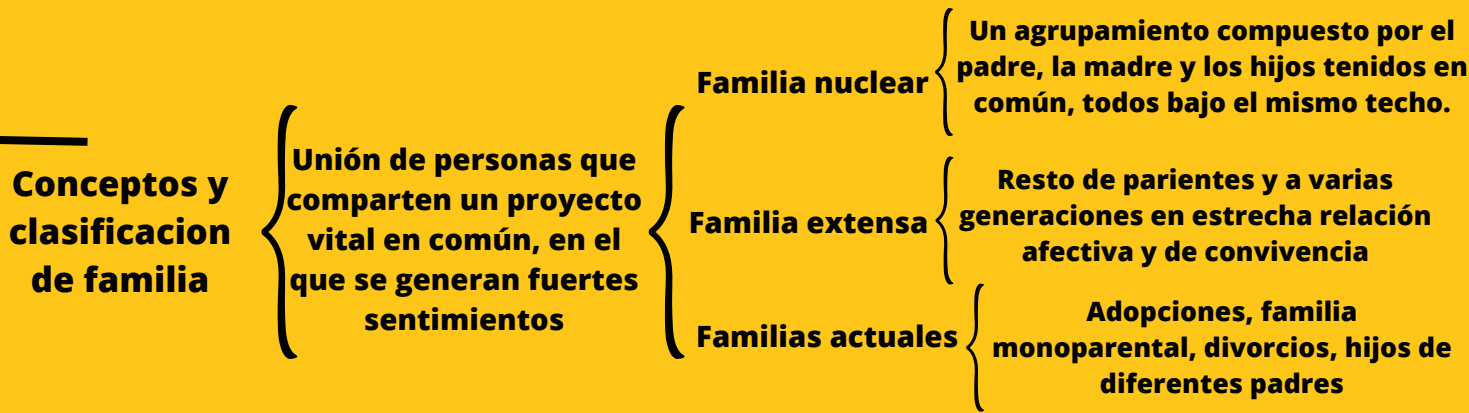 Conceptos y
clasificacion
de familia
Unión de personas que
comparten un proyecto
vital en común, en el
que se generan fuertes
sentimientos
Familia nuclear
Un agrupamiento compuesto por el
padre, la madre y los hijos tenidos en
común, todos bajo el mismo techo.
Familia extensa
Resto de parientes y a varias
generaciones en estrecha relación
afectiva y de convivencia
Familias actuales
Adopciones, familia
monoparental, divorcios, hijos de
diferentes padres